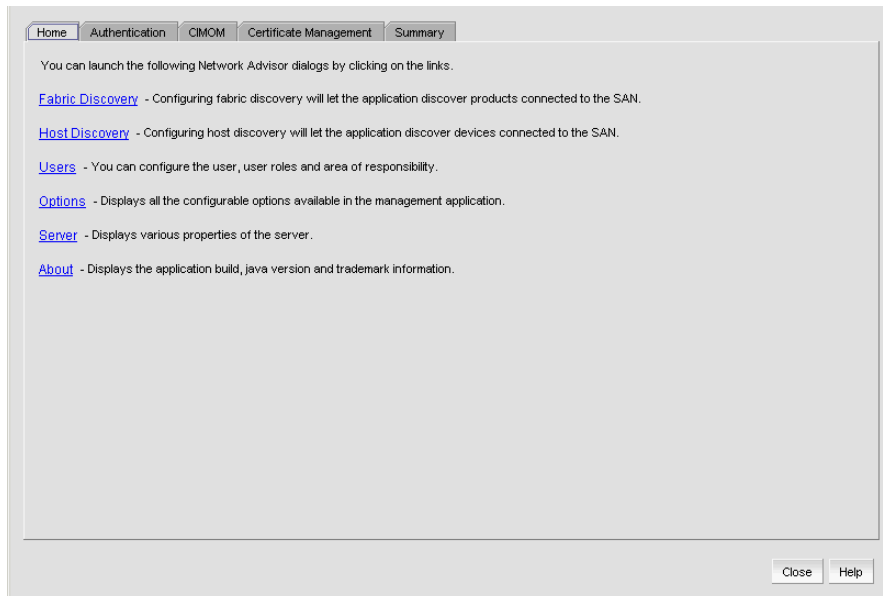 Home Authentication CIMOM Certificate Management Summary
You can launch the following Network Advisor dialogs by clicking on the links.
Fabric Discovery - Configuring fabric discovery will let the application discover products connected to the SAN.
Host Discovery - Configuring host discovery will let the application discover devices connected to the SAN.
Users - You can configure the user, user roles and area of responsibility.
Options - Displays all the configurable options available in the management application.
Server - Displays various properties of the server.
About - Displays the application build, java version and trademark information.
Close Help